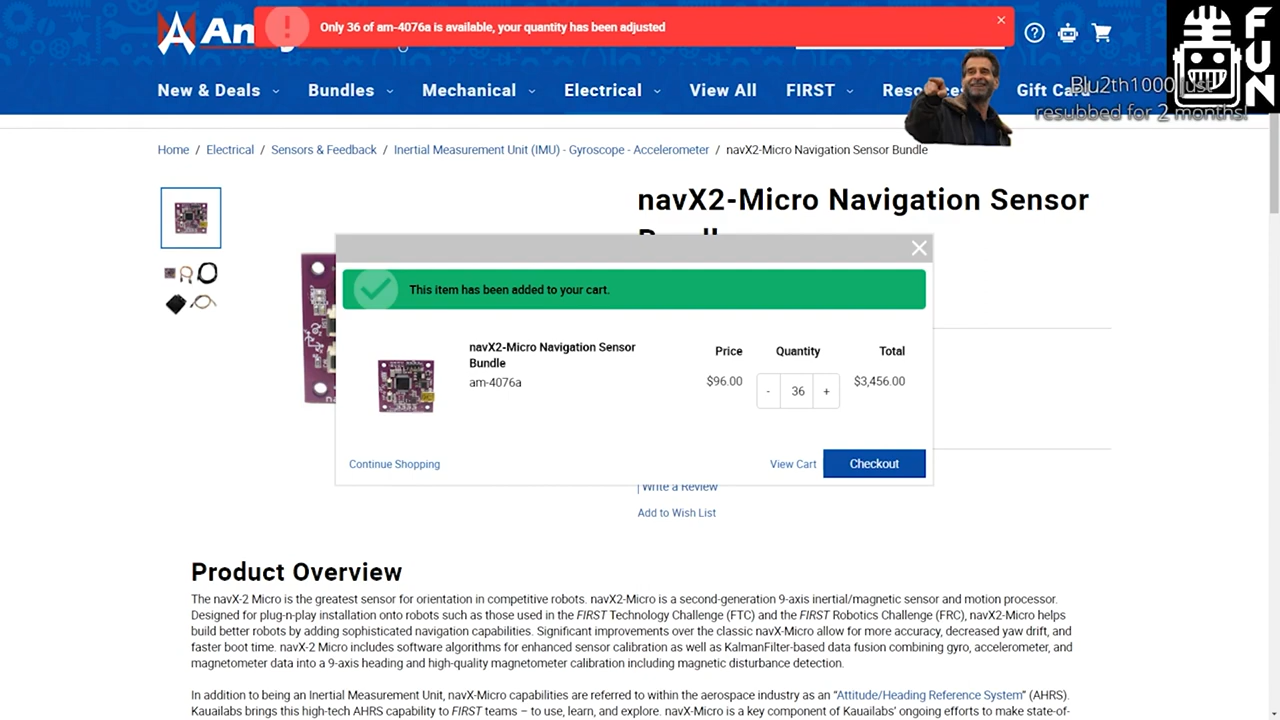 Only 36 of am-4076a is available, your quantity has been adjusted
An
FUN
New & Deals
Bundles
Mechanical
Electrical
View All
FIRST
Gift
Blu2th1000 just
resubbed for 2 months!
Home / Electrical / Sensors & Feedback / Inertial Measurement Unit (IMU) - Gyroscope - Accelerometer / navX2-Micro Navigation Sensor Bundle
navX2-Micro Navigation Sensor
This item has been added to your cart.
navX2-Micro Navigation Sensor
Bundle
am-4076a
Price
$96.00
Quantity
- 36 +
Total
$3,456.00
Continue Shopping
View Cart
Checkout
Write a Review
Add to Wish List
Product Overview
The navX-2 Micro is the greatest sensor for orientation in competitive robots. navX2-Micro is a second-generation 9-axis inertial/magnetic sensor and motion processor.
Designed for plug-n-play installation onto robots such as those used in the FIRST Technology Challenge (FTC) and the FIRST Robotics Challenge (FRC), navX2-Micro helps
build better robots by adding sophisticated navigation capabilities. Significant improvements over the classic navX-Micro allow for more accuracy, decreased yaw drift, and
faster boot time. navX-2 Micro includes software algorithms for enhanced sensor calibration as well as KalmanFilter-based data fusion combining gyro, accelerometer, and
magnetometer data into a 9-axis heading and high-quality magnetometer calibration including magnetic disturbance detection.
In addition to being an Inertial Measurement Unit, navX-Micro capabilities are referred to within the aerospace industry as an “Attitude/Heading Reference System” (AHRS).
Kauailabs brings this high-tech AHRS capability to FIRST teams – to use, learn, and explore. navX-Micro is a key component of Kauailabs’ ongoing efforts to make state-of-